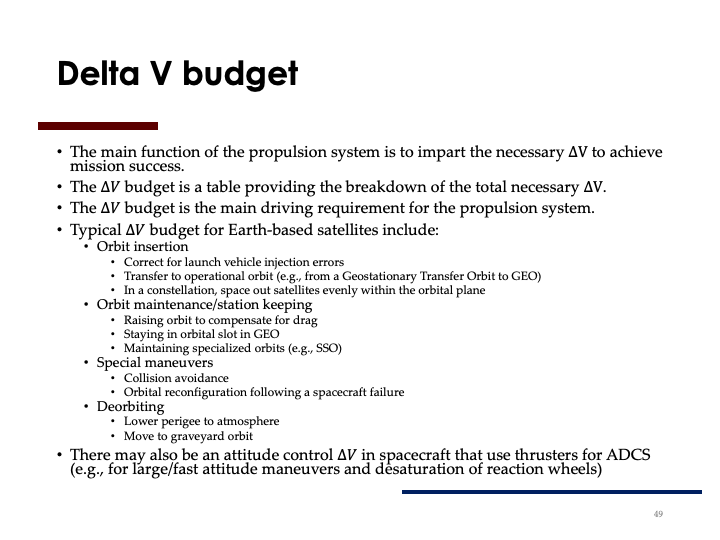 Delta V budget
• The main function of the propulsion system is to impart the necessary ΔV to achieve
mission success.
• The ΔV budget is a table providing the breakdown of the total necessary ΔV.
• The ΔV budget is the main driving requirement for the propulsion system.
• Typical ΔV budget for Earth-based satellites include:
• Orbit insertion
• Correct for launch vehicle injection errors
• Transfer to operational orbit (e.g., from a Geostationary Transfer Orbit to GEO)
• In a constellation, space out satellites evenly within the orbital plane
• Orbit maintenance/station keeping
• Raising orbit to compensate for drag
• Staying in orbital slot in GEO
• Maintaining specialized orbits (e.g., SSO)
• Special maneuvers
• Collision avoidance
• Orbital reconfiguration following a spacecraft failure
• Deorbiting
• Lower perigee to atmosphere
• Move to graveyard orbit
• There may also be an attitude control ΔV in spacecraft that use thrusters for ADCS
(e.g., for large/fast attitude maneuvers and desaturation of reaction wheels)
49